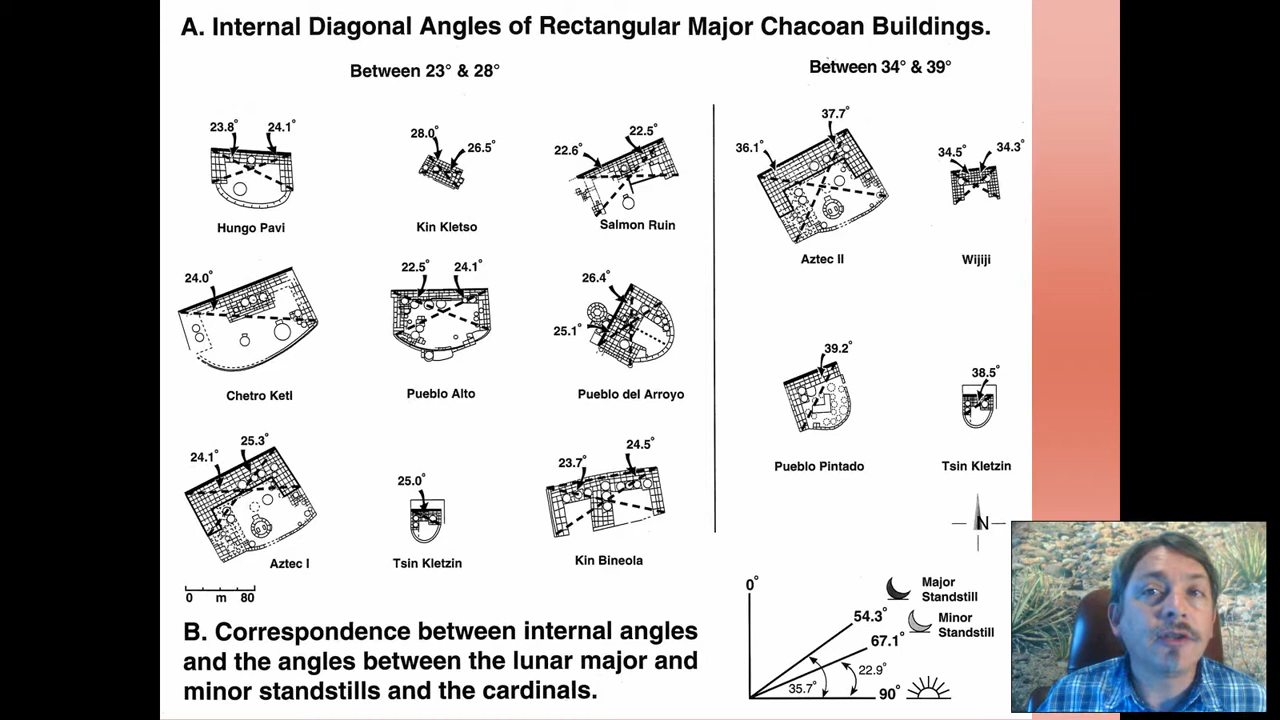 A. Internal Diagonal Angles of Rectangular Major Chacoan Buildings.
Between 23° & 28°
Between 34° & 39°
23.8° 24.1°
Hungo Pavi
28.0° 26.5°
Kin Kletso
22.6° 22.5°
Salmon Ruin
36.1° 37.7°
Aztec II
34.5° 34.3°
Wijiji
24.0°
Chetro Ketl
22.5° 24.1°
Pueblo Alto
26.4°
25.1°
Pueblo del Arroyo
39.2°
Pueblo Pintado
38.5°
Tsin Kletzin
24.1° 25.3°
Aztec I
25.0°
Tsin Kletzin
23.7° 24.5°
Kin Bineola
N
0 m 80
B. Correspondence between internal angles
and the angles between the lunar major and
minor standstills and the cardinals.
0°
Major
Standstill
54.3°
Minor
Standstill
67.1°
22.9°
35.7°
90°